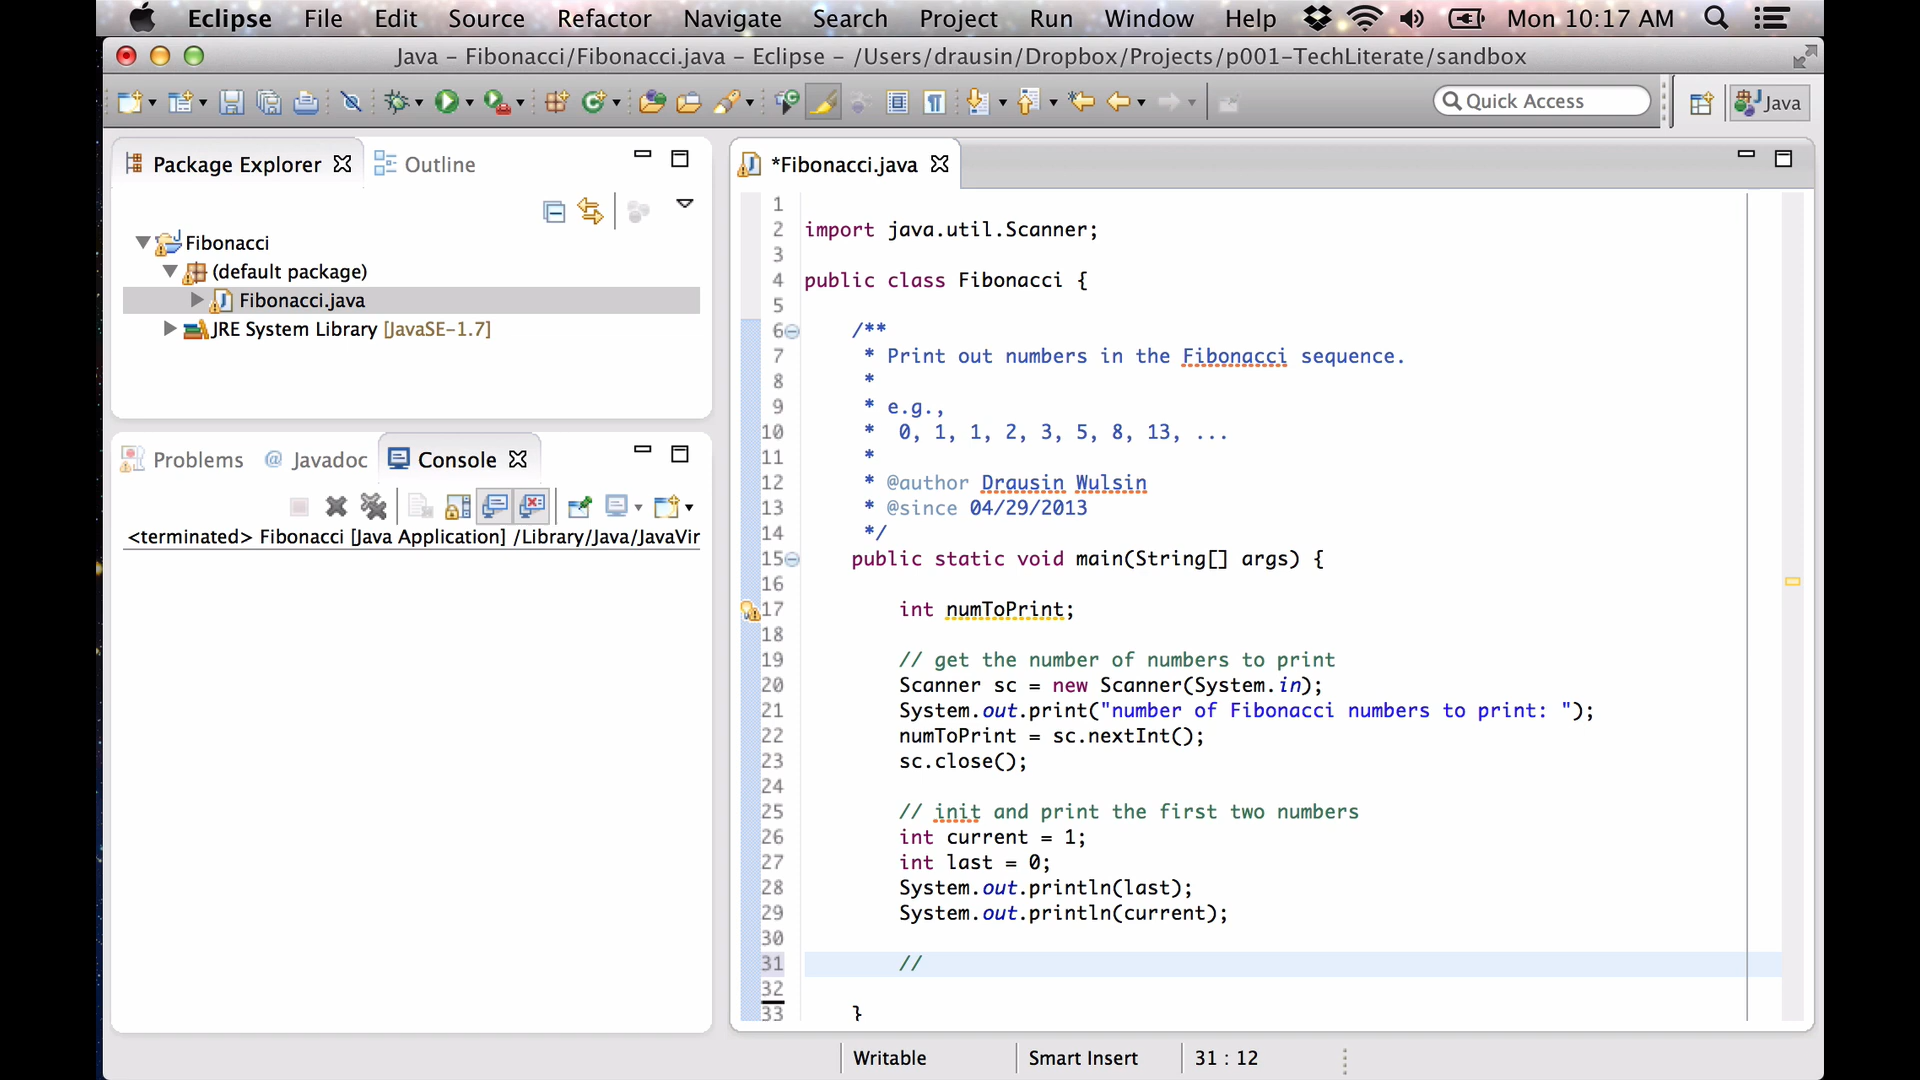 Eclipse File Edit Source Refactor Navigate Search Project Run Window Help Mon 10:17 AM
Java – Fibonacci/Fibonacci.java – Eclipse – /Users/drausin/Dropbox/Projects/p001-TechLiterate/sandbox
Quick Access
Java
Package Explorer
Outline
Fibonacci
(default package)
Fibonacci.java
JRE System Library [JavaSE-1.7]
Problems
Javadoc
Console
<terminated> Fibonacci [Java Application] /Library/Java/JavaVir
*Fibonacci.java
1
2 import java.util.Scanner;
3
4 public class Fibonacci {
5
6 /**
7 * Print out numbers in the Fibonacci sequence.
8 *
9 * e.g.,
10 * 0, 1, 1, 2, 3, 5, 8, 13, ...
11 *
12 * @author Drausin Wulsin
13 * @since 04/29/2013
14 */
15 public static void main(String[] args) {
16
17 int numToPrint;
18
19 // get the number of numbers to print
20 Scanner sc = new Scanner(System.in);
21 System.out.print("number of Fibonacci numbers to print: ");
22 numToPrint = sc.nextInt();
23 sc.close();
24
25 // init and print the first two numbers
26 int current = 1;
27 int last = 0;
28 System.out.println(last);
29 System.out.println(current);
30
31 //
32
33 }
Writable
Smart Insert
31 : 12